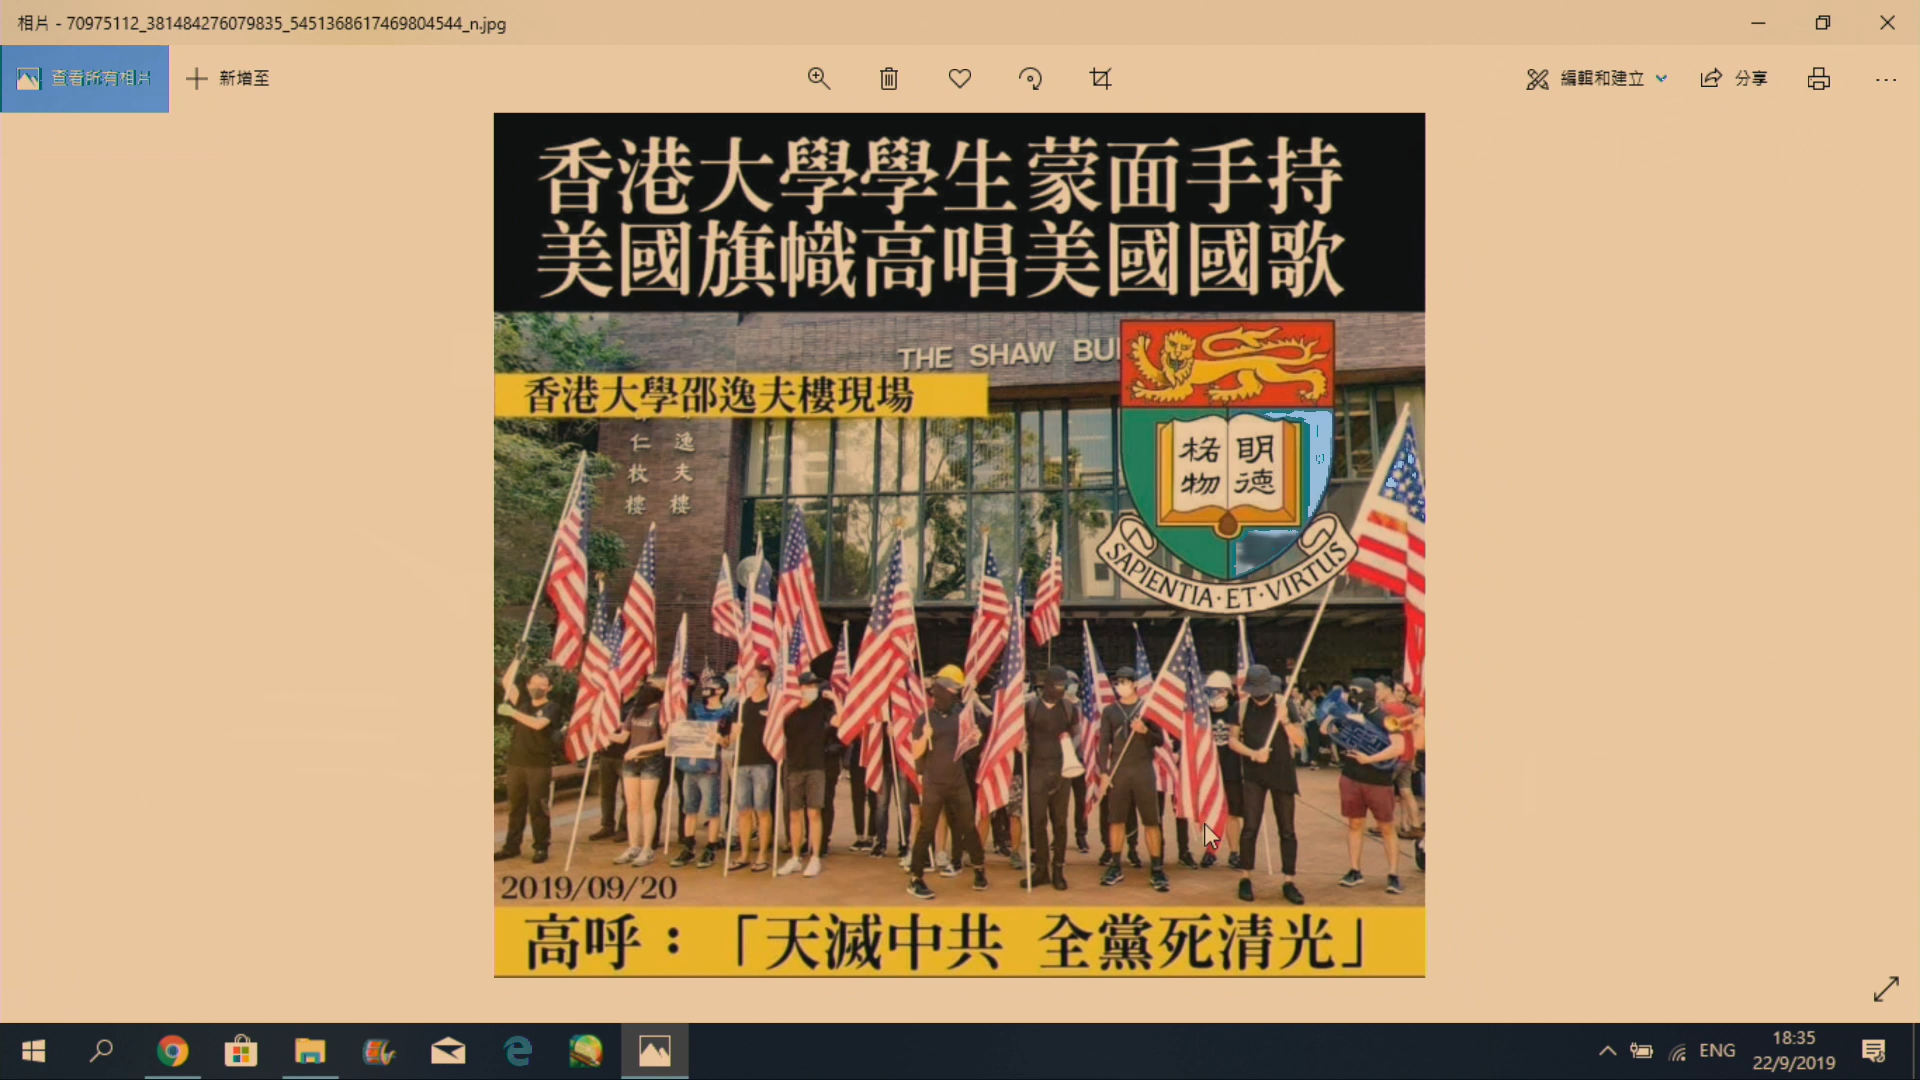 相片 - 70975112_381484276079835_5451368617469804544_n.jpg
查看所有相片
新增至
編輯和建立
分享
香港大學學生蒙面手持
美國旗幟高唱美國國歌
THE SHAW BUI
香港大學邵逸夫樓現場
仁枚樓
逸夫樓
明德
格物
SAPIENTIA·ET·VIRTUS
2019/09/20
高呼：「天滅中共 全黨死清光」
ENG
18:35
22/9/2019